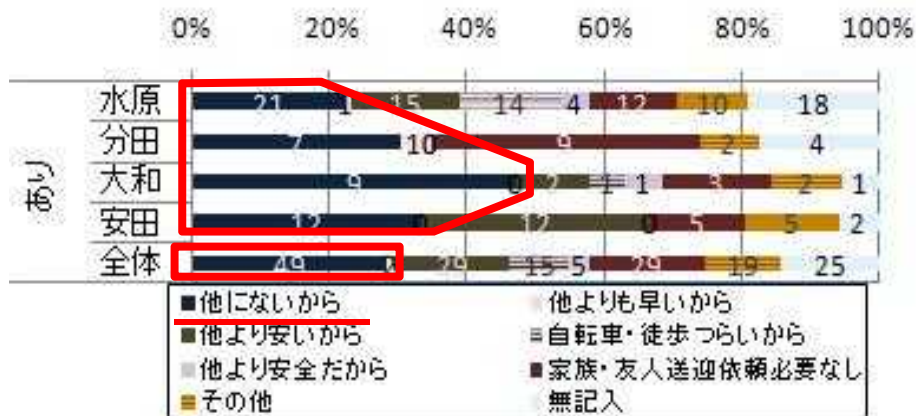 0% 20% 40% 60% 80% 100%
あり
水原 21 1 15 14 4 12 10 18
分田 7 10 9 2 4
大和 9 0 2 1 1 3 2 1
安田 12 0 12 0 5 5 2
全体 49 29 15 5 29 19 25
■他にないから 他よりも早いから
■他より安いから 自転車・徒歩つらいから
他より安全だから ■家族・友人送迎依頼必要なし
その他 無記入